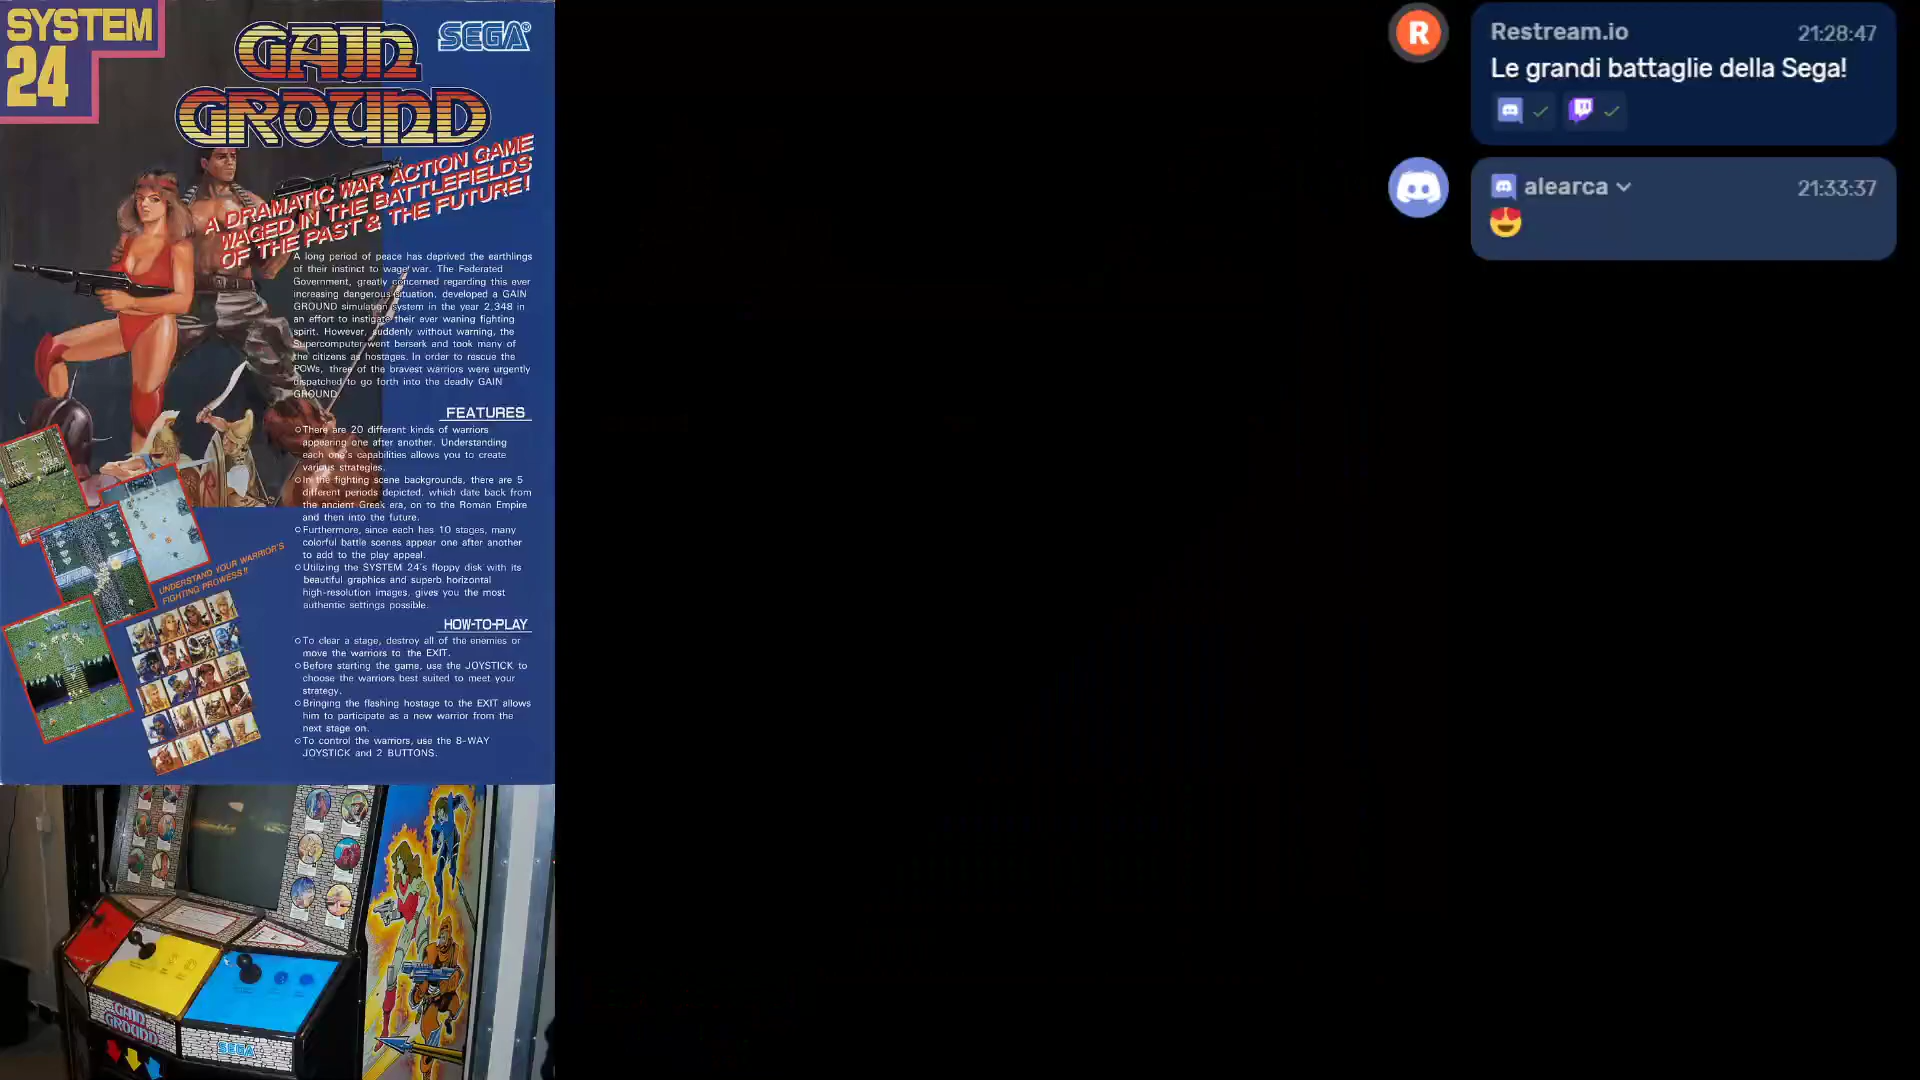 SYSTEM
24
GAIN
GROUND
SEGA®
A DRAMATIC WAR ACTION GAME
WAGED IN THE BATTLEFIELDS
OF THE PAST & THE FUTURE!
A long period of peace has deprived the earthlings
of their instinct to wage war. The Federated
Government, greatly concerned regarding this ever
increasing dangerous situation, developed a GAIN
GROUND simulation system in the year 2,348 in
an effort to instigate their ever waning fighting
spirit. However, suddenly without warning, the
Supercomputer went berserk and took many of
the citizens as hostages. In order to rescue the
POWs, three of the bravest warriors were urgently
dispatched to go forth into the deadly GAIN
GROUND.
FEATURES
○There are 20 different kinds of warriors
appearing one after another. Understanding
each one's capabilities allows you to create
various strategies.
○In the fighting scene backgrounds, there are 5
different periods depicted, which date back from
the ancient Greek era, on to the Roman Empire
and then into the future.
○Furthermore, since each has 10 stages, many
colorful battle scenes appear one after another
to add to the play appeal.
○Utilizing the SYSTEM 24's floppy disk with its
beautiful graphics and superb horizontal
high-resolution images, gives you the most
authentic settings possible.
UNDERSTAND YOUR WARRIOR'S
FIGHTING PROWESS!!
HOW-TO-PLAY
○To clear a stage, destroy all of the enemies or
move the warriors to the EXIT.
○Before starting the game, use the JOYSTICK to
choose the warriors best suited to meet your
strategy.
○Bringing the flashing hostage to the EXIT allows
him to participate as a new warrior from the
next stage on.
○To control the warriors, use the 8-WAY
JOYSTICK and 2 BUTTONS.
GAIN
GROUND
SEGA
R
Restream.io
21:28:47
Le grandi battaglie della Sega!
alearca
21:33:37